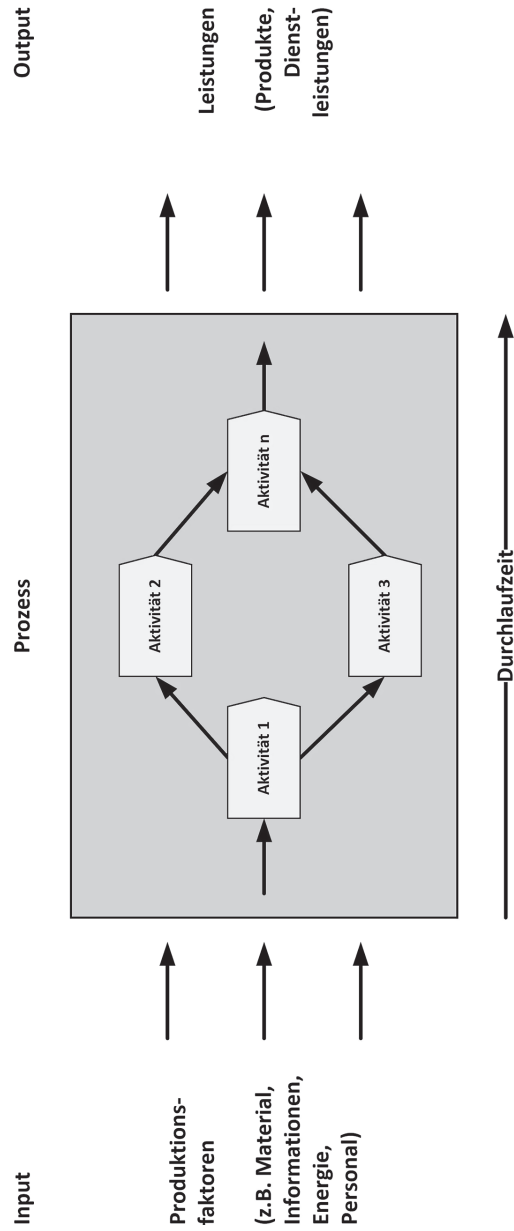 Input
Prozess
Output
Produktions-
faktoren
(z.B. Material,
Informationen,
Energie,
Personal)
Aktivität 1
Aktivität 2
Aktivität 3
Aktivität n
Leistungen
(Produkte,
Dienst-
leistungen)
Durchlaufzeit